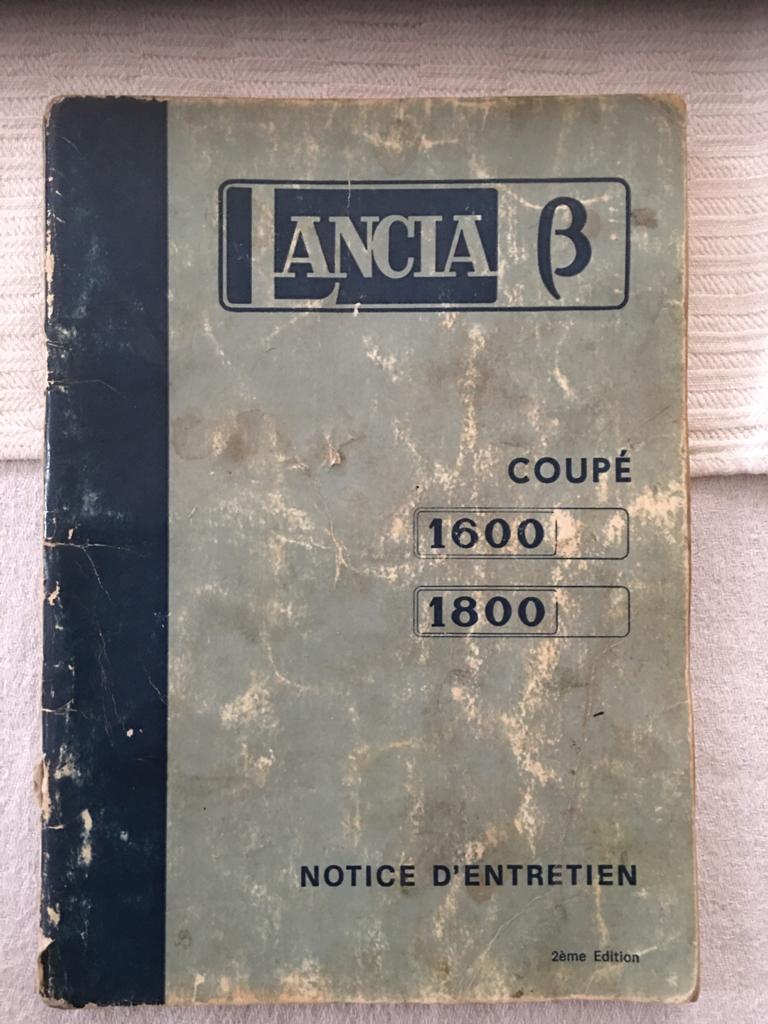 LANCIA β
COUPÉ
1600
1800
NOTICE D'ENTRETIEN
2ème Edition